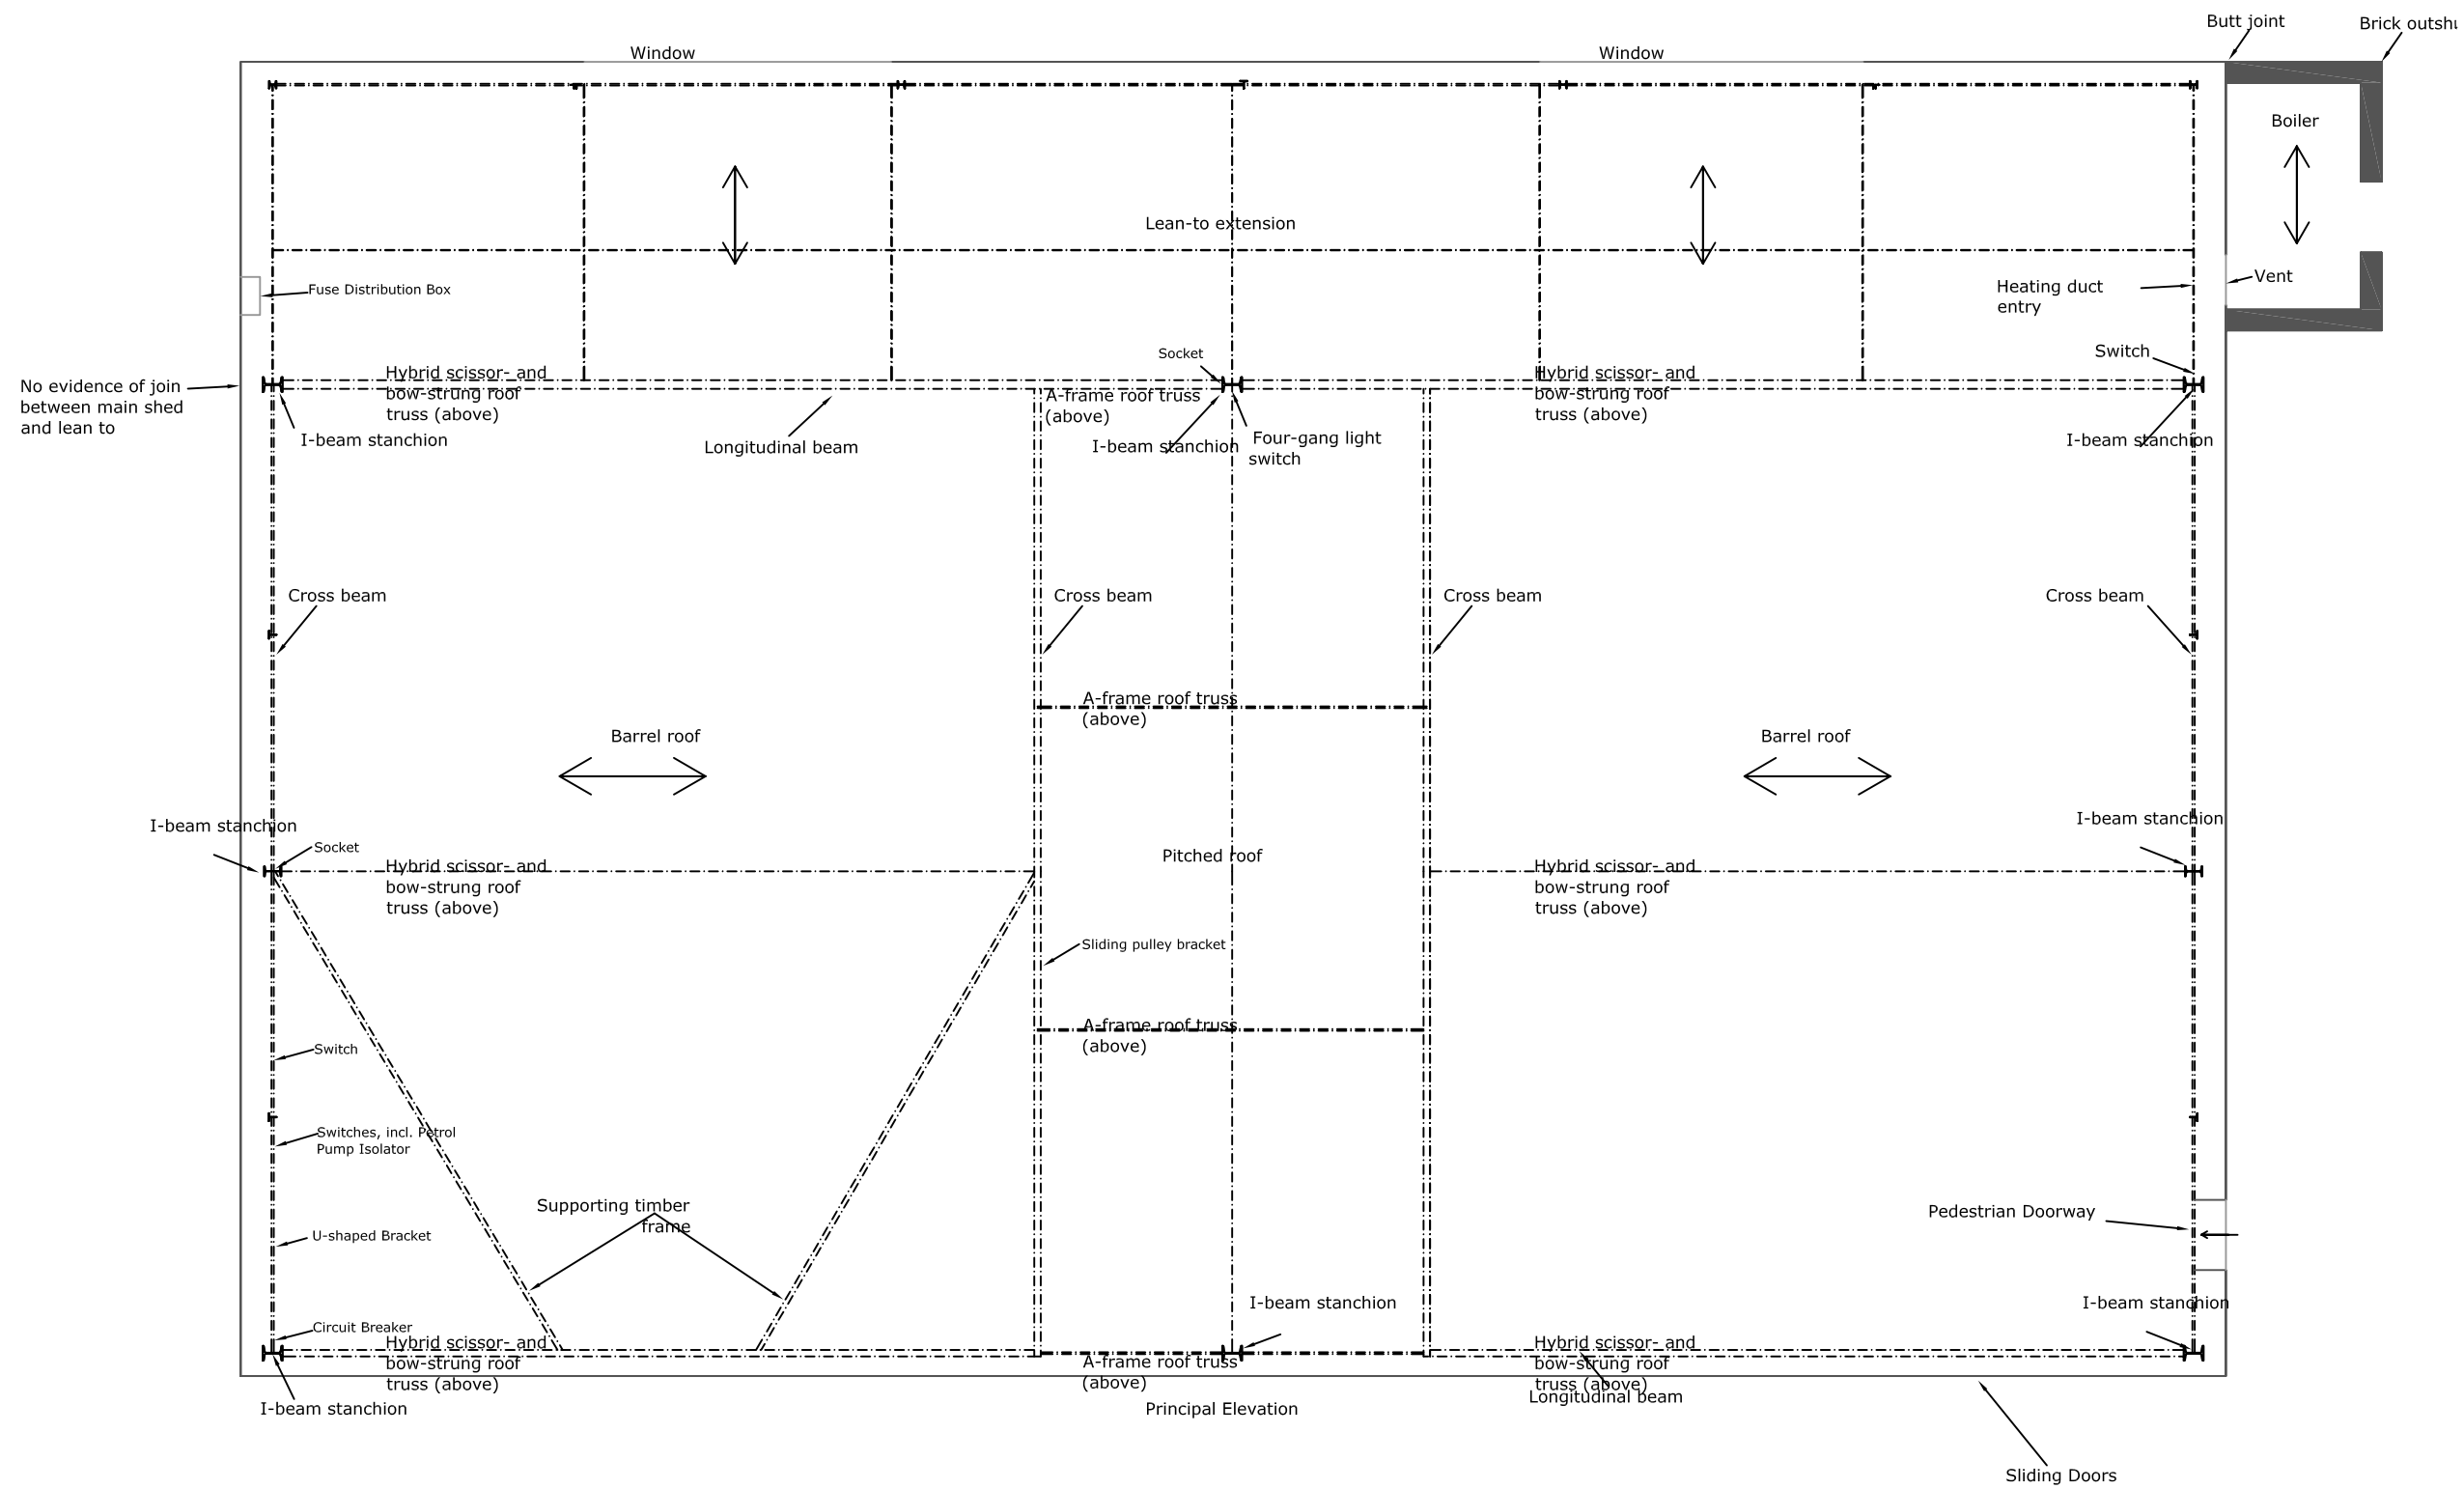 Butt joint
Brick outshu
Window
Window
Boiler
Lean-to extension
Vent
Heating duct
entry
Fuse Distribution Box
Socket
Switch
No evidence of join
between main shed
and lean to
Hybrid scissor- and
bow-strung roof
truss (above)
A-frame roof truss
(above)
Hybrid scissor- and
bow-strung roof
truss (above)
I-beam stanchion
Longitudinal beam
I-beam stanchion
Four-gang light
switch
I-beam stanchion
Cross beam
Cross beam
Cross beam
Cross beam
A-frame roof truss
(above)
Barrel roof
Barrel roof
I-beam stanchion
I-beam stanchion
Socket
Pitched roof
Hybrid scissor- and
bow-strung roof
truss (above)
Hybrid scissor- and
bow-strung roof
truss (above)
Sliding pulley bracket
A-frame roof truss
(above)
Switch
Switches, incl. Petrol
Pump Isolator
Supporting timber
frame
Pedestrian Doorway
U-shaped Bracket
I-beam stanchion
I-beam stanchion
Circuit Breaker
Hybrid scissor- and
bow-strung roof
truss (above)
A-frame roof truss
(above)
Hybrid scissor- and
bow-strung roof
truss (above)
Longitudinal beam
I-beam stanchion
Principal Elevation
Sliding Doors